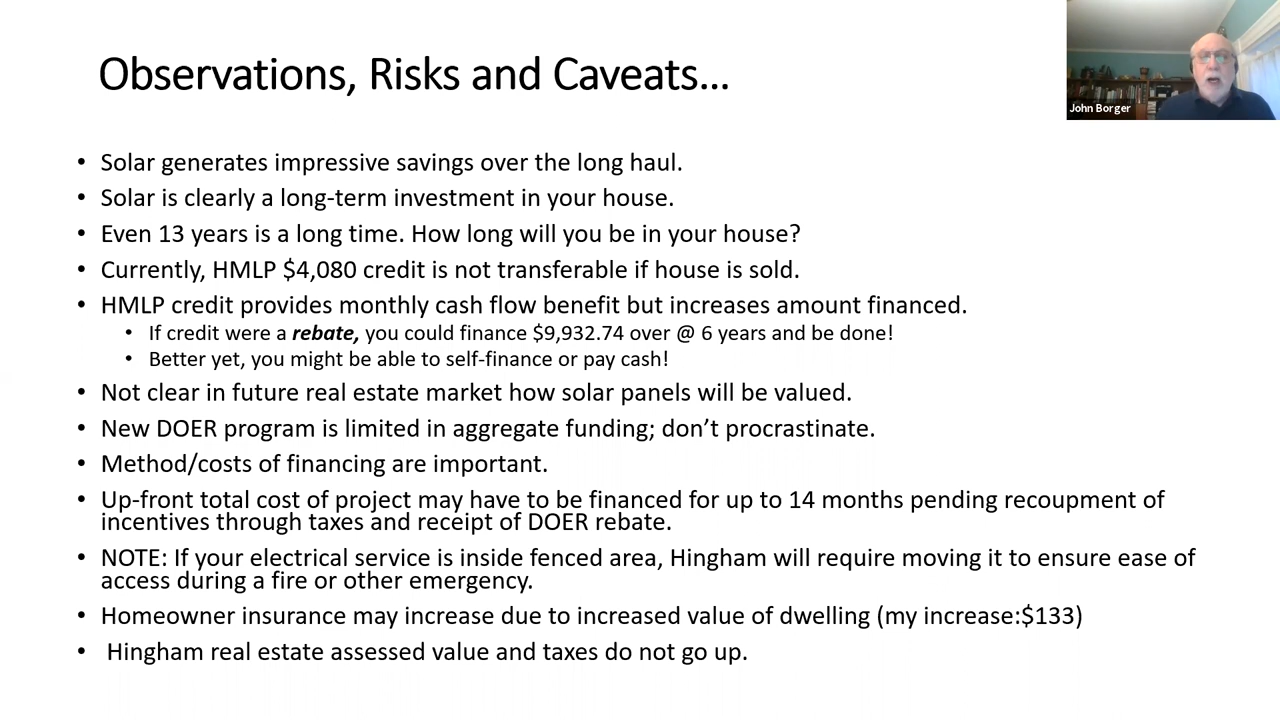 Observations, Risks and Caveats...
John Borger
• Solar generates impressive savings over the long haul.
• Solar is clearly a long-term investment in your house.
• Even 13 years is a long time. How long will you be in your house?
• Currently, HMLP $4,080 credit is not transferable if house is sold.
• HMLP credit provides monthly cash flow benefit but increases amount financed.
• If credit were a rebate, you could finance $9,932.74 over @ 6 years and be done!
• Better yet, you might be able to self-finance or pay cash!
• Not clear in future real estate market how solar panels will be valued.
• New DOER program is limited in aggregate funding; don’t procrastinate.
• Method/costs of financing are important.
• Up-front total cost of project may have to be financed for up to 14 months pending recoupment of
incentives through taxes and receipt of DOER rebate.
• NOTE: If your electrical service is inside fenced area, Hingham will require moving it to ensure ease of
access during a fire or other emergency.
• Homeowner insurance may increase due to increased value of dwelling (my increase:$133)
• Hingham real estate assessed value and taxes do not go up.